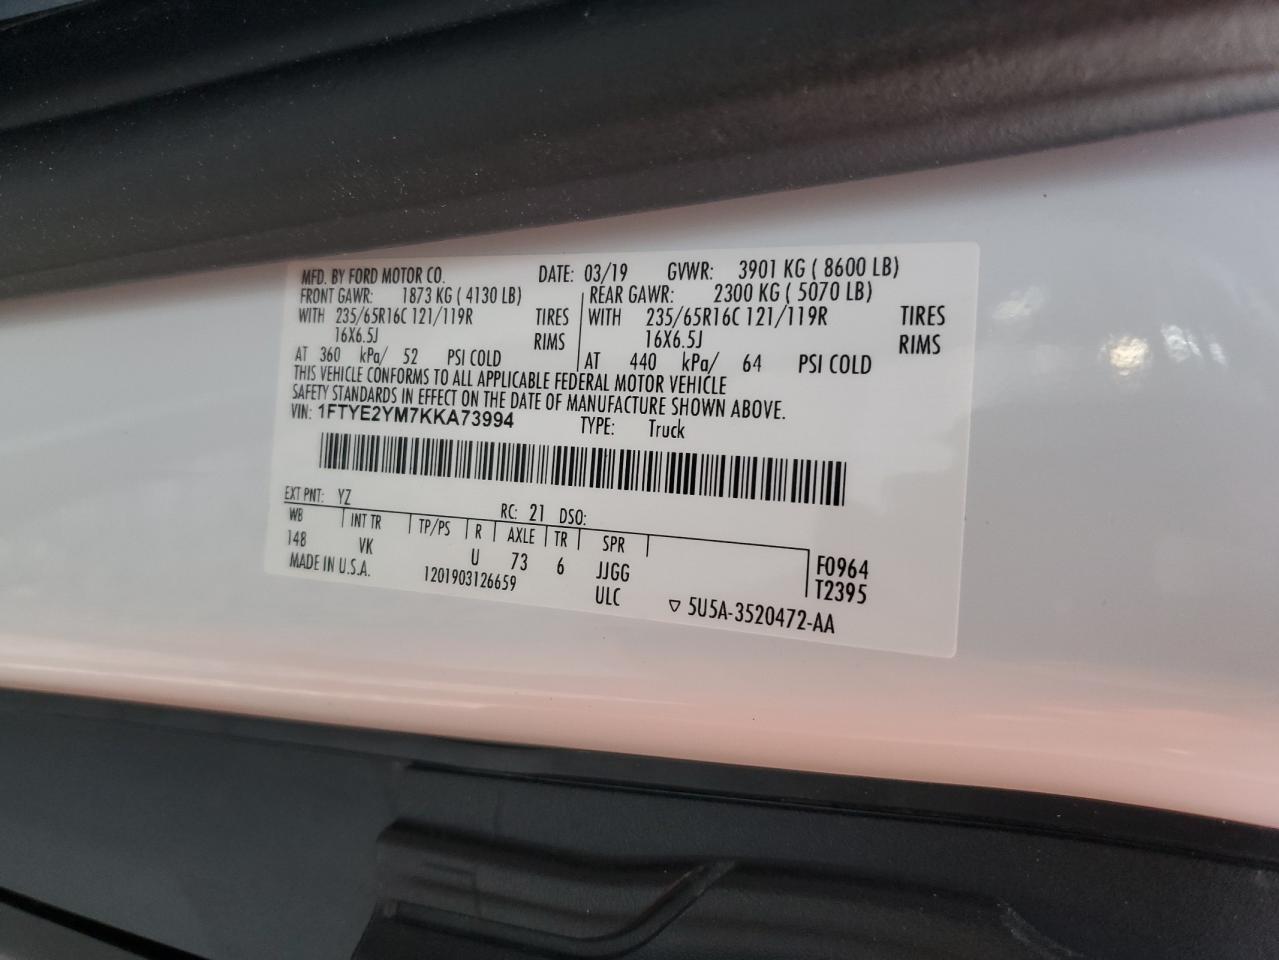 MFD. BY FORD MOTOR CO. DATE: 03/19 GVWR: 3901 KG ( 8600 LB)
FRONT GAWR: 1873 KG ( 4130 LB) REAR GAWR: 2300 KG ( 5070 LB)
WITH 235/65R16C 121/119R TIRES WITH 235/65R16C 121/119R TIRES
16X6.5J RIMS 16X6.5J RIMS
AT 360 kPa/ 52 PSI COLD AT 440 kPa/ 64 PSI COLD
THIS VEHICLE CONFORMS TO ALL APPLICABLE FEDERAL MOTOR VEHICLE
SAFETY STANDARDS IN EFFECT ON THE DATE OF MANUFACTURE SHOWN ABOVE.
VIN: 1FTYE2YM7KKA73994 TYPE: Truck
EXT PNT: YZ RC: 21 DSO:
WB INT TR TP/PS R AXLE TR SPR
148 VK U 73 6 JJGG F0964
MADE IN U.S.A. 1201903126659 ULC T2395
▽ 5U5A-3520472-AA